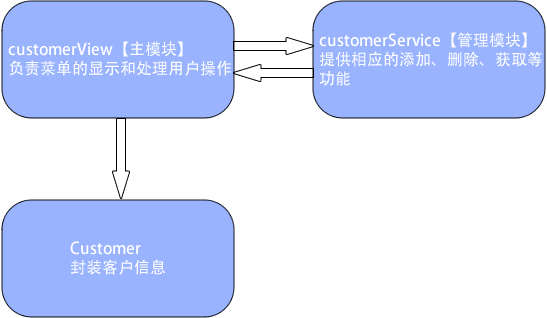 customerView【主模块】
负责菜单的显示和处理用户操作
customerService【管理模块】
提供相应的添加、删除、获取等
功能
Customer
封装客户信息